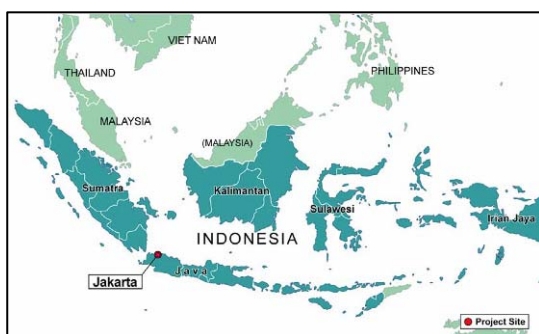 VIET NAM
THAILAND
PHILIPPINES
MALAYSIA
(MALAYSIA)
Sumatra
Kalimantan
Sulawesi
Irian Jaya
INDONESIA
Jakarta
Java
Project Site